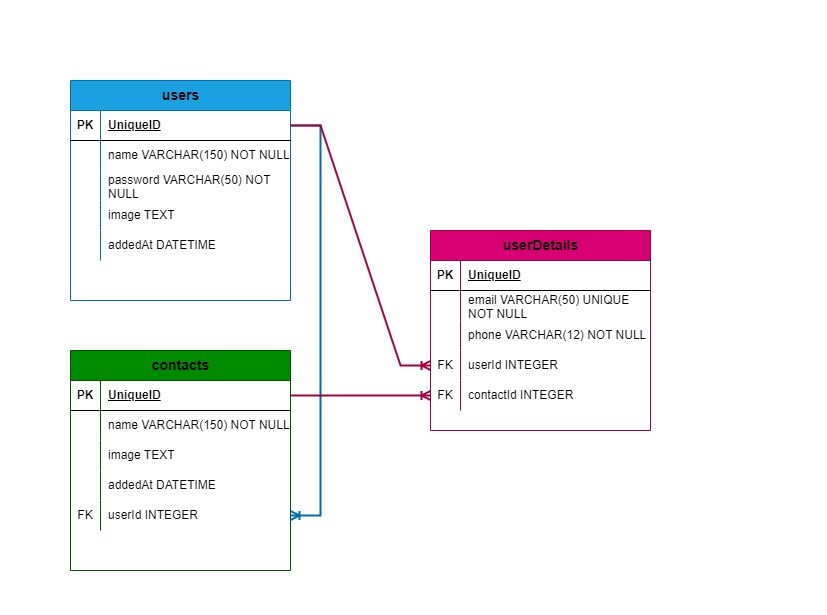 users
PK UniqueID
name VARCHAR(150) NOT NULL
password VARCHAR(50) NOT
NULL
image TEXT
addedAt DATETIME
userDetails
PK UniqueID
email VARCHAR(50) UNIQUE
NOT NULL
phone VARCHAR(12) NOT NULL
FK userId INTEGER
FK contactId INTEGER
contacts
PK UniqueID
name VARCHAR(150) NOT NULL
image TEXT
addedAt DATETIME
FK userId INTEGER